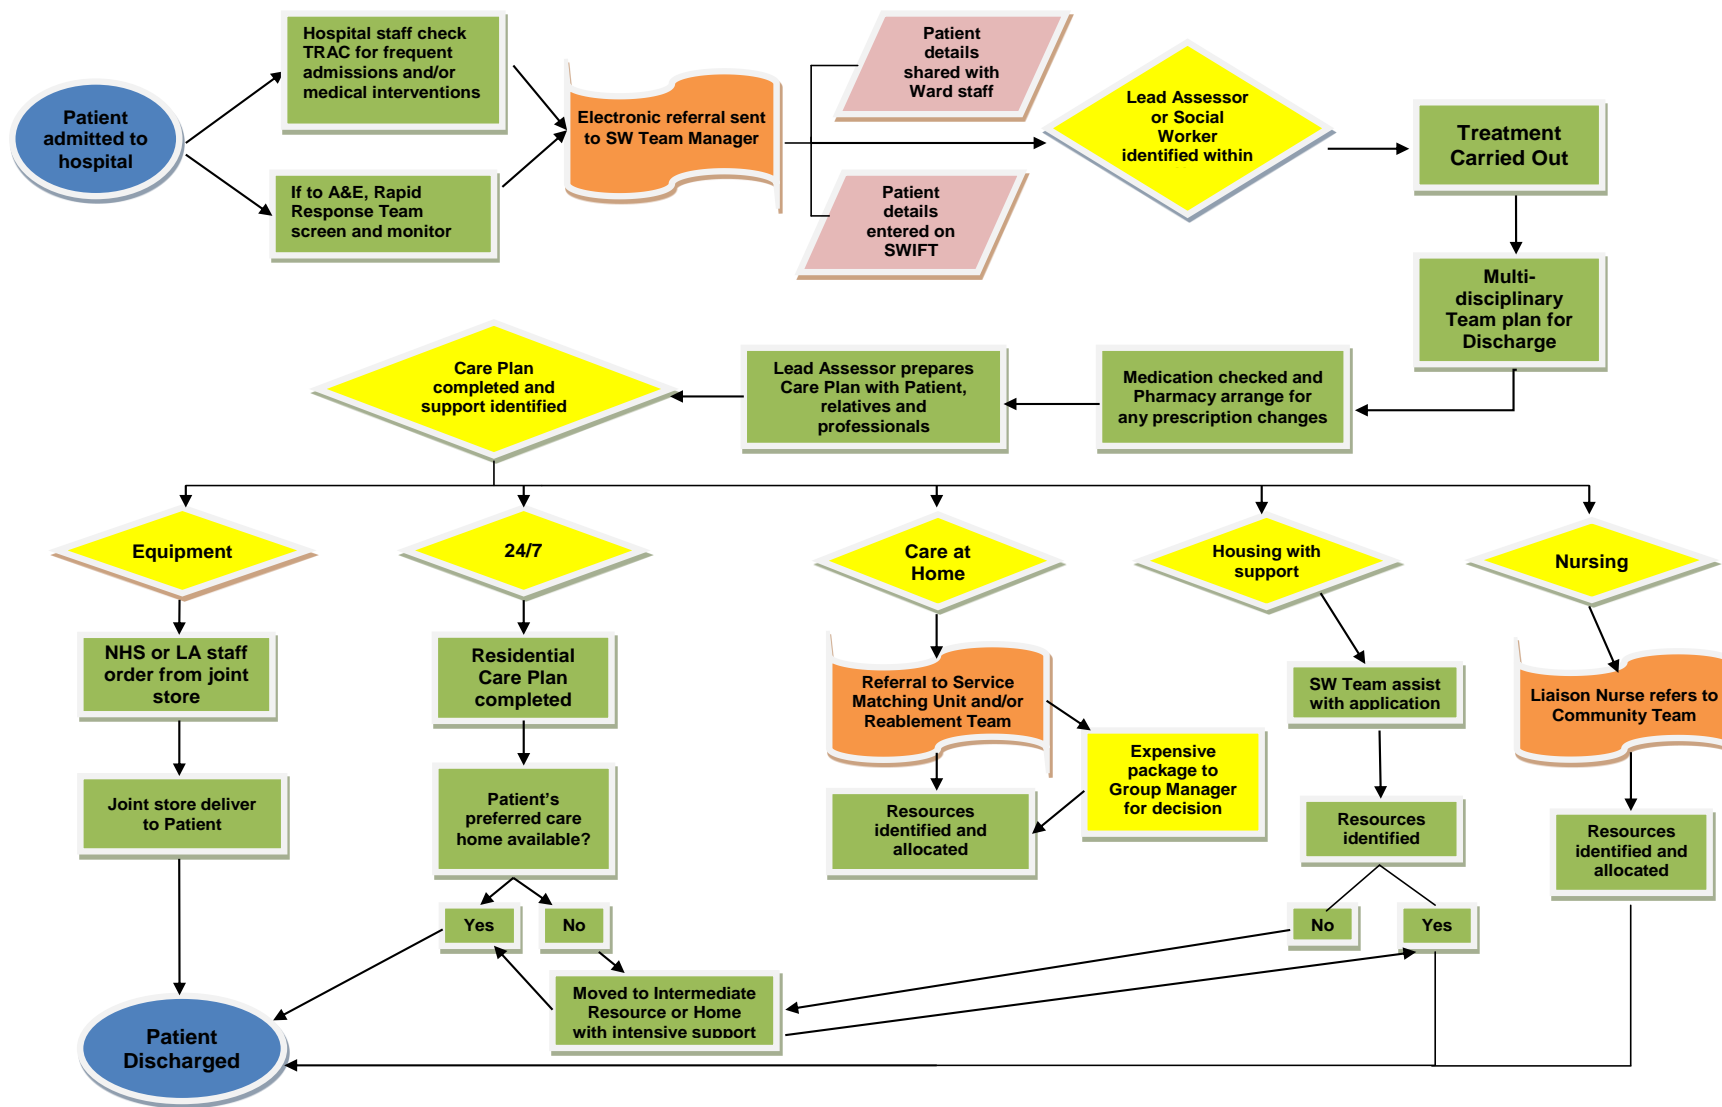 Patient
admitted to
hospital
Hospital staff check
TRAC for frequent
admissions and/or
medical interventions
If to A&E, Rapid
Response Team
screen and monitor
Electronic referral sent
to SW Team Manager
Patient
details
shared with
Ward staff
Patient
details
entered on
SWIFT
Lead Assessor
or Social
Worker
identified within
Treatment
Carried Out
Multi-
disciplinary
Team plan for
Discharge
Medication checked and
Pharmacy arrange for
any prescription changes
Lead Assessor prepares
Care Plan with Patient,
relatives and
professionals
Care Plan
completed and
support identified
Equipment
24/7
Care at
Home
Housing with
support
Nursing
NHS or LA staff
order from joint
store
Residential
Care Plan
completed
Referral to Service
Matching Unit and/or
Reablement Team
SW Team assist
with application
Liaison Nurse refers to
Community Team
Joint store deliver
to Patient
Patient's
preferred care
home available?
Resources
identified and
allocated
Expensive
package to
Group Manager
for decision
Resources
identified
Resources
identified and
allocated
Yes
No
No
Yes
Moved to Intermediate
Resource or Home
with intensive support
Patient
Discharged